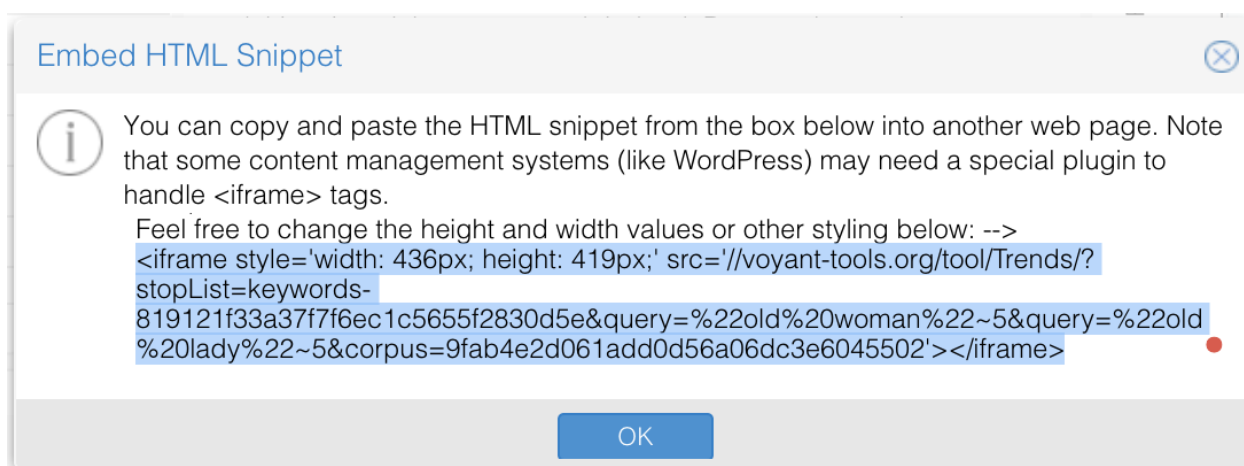 Embed HTML Snippet
You can copy and paste the HTML snippet from the box below into another web page. Note
that some content management systems (like WordPress) may need a special plugin to
handle <iframe> tags.
Feel free to change the height and width values or other styling below: -->
<iframe style='width: 436px; height: 419px;' src='//voyant-tools.org/tool/Trends/?
stopList=keywords-
819121f33a37f7f6ec1c5655f2830d5e&query=%22old%20woman%22~5&query=%22old
%20lady%22~5&corpus=9fab4e2d061add0d56a06dc3e6045502'></iframe>
OK